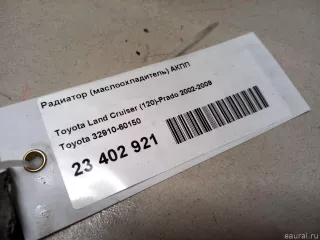 Радиатор (маслоохладитель) АКПП
Toyota Land Cruiser (120)-Prado 2002-2009
Toyota 32910-60150
23 402 921
eaural.ru